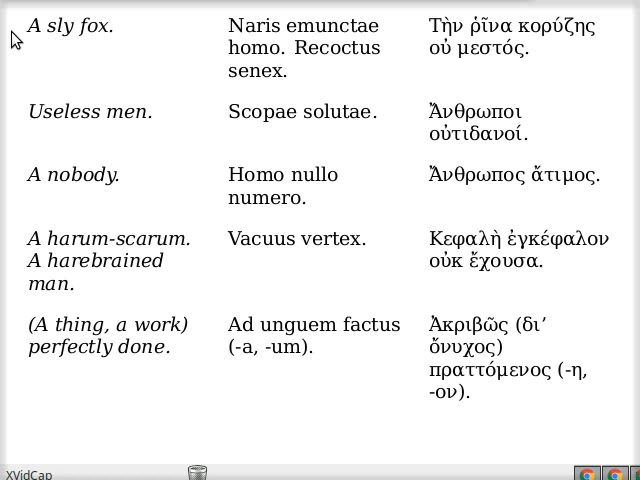 A sly fox.
Naris emunctae
homo. Recoctus
senex.
Τὴν ῥῖνα κορύζης
οὐ μεστός.
Useless men.
Scopae solutae.
Ἄνθρωποι
οὐτιδανοί.
A nobody.
Homo nullo
numero.
Ἄνθρωπος ἄτιμος.
A harum-scarum.
A harebrained
man.
Vacuus vertex.
Κεφαλὴ ἐγκέφαλον
οὐκ ἔχουσα.
(A thing, a work)
perfectly done.
Ad unguem factus
(-a, -um).
Ἀκριβῶς (δι’
ὄνυχος)
πραττόμενος (-η,
-ον).
XVidCap